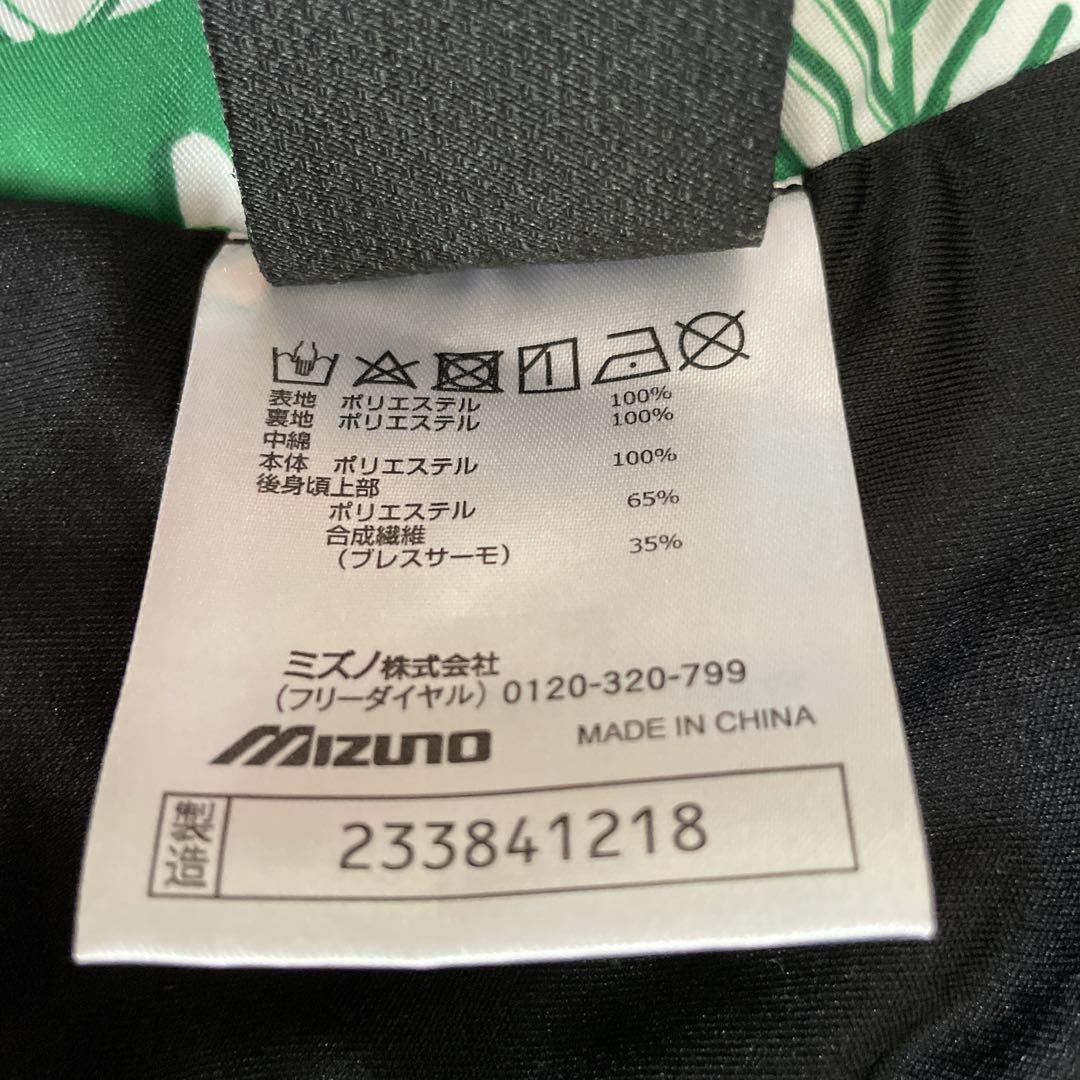 表地 ポリエステル 100%
裏地 ポリエステル 100%
中綿
本体 ポリエステル 100%
後身頃上部
ポリエステル 65%
合成繊維
(ブレスサーモ) 35%
ミズノ株式会社
(フリーダイヤル) 0120-320-799
MIZUNO MADE IN CHINA
製造 233841218